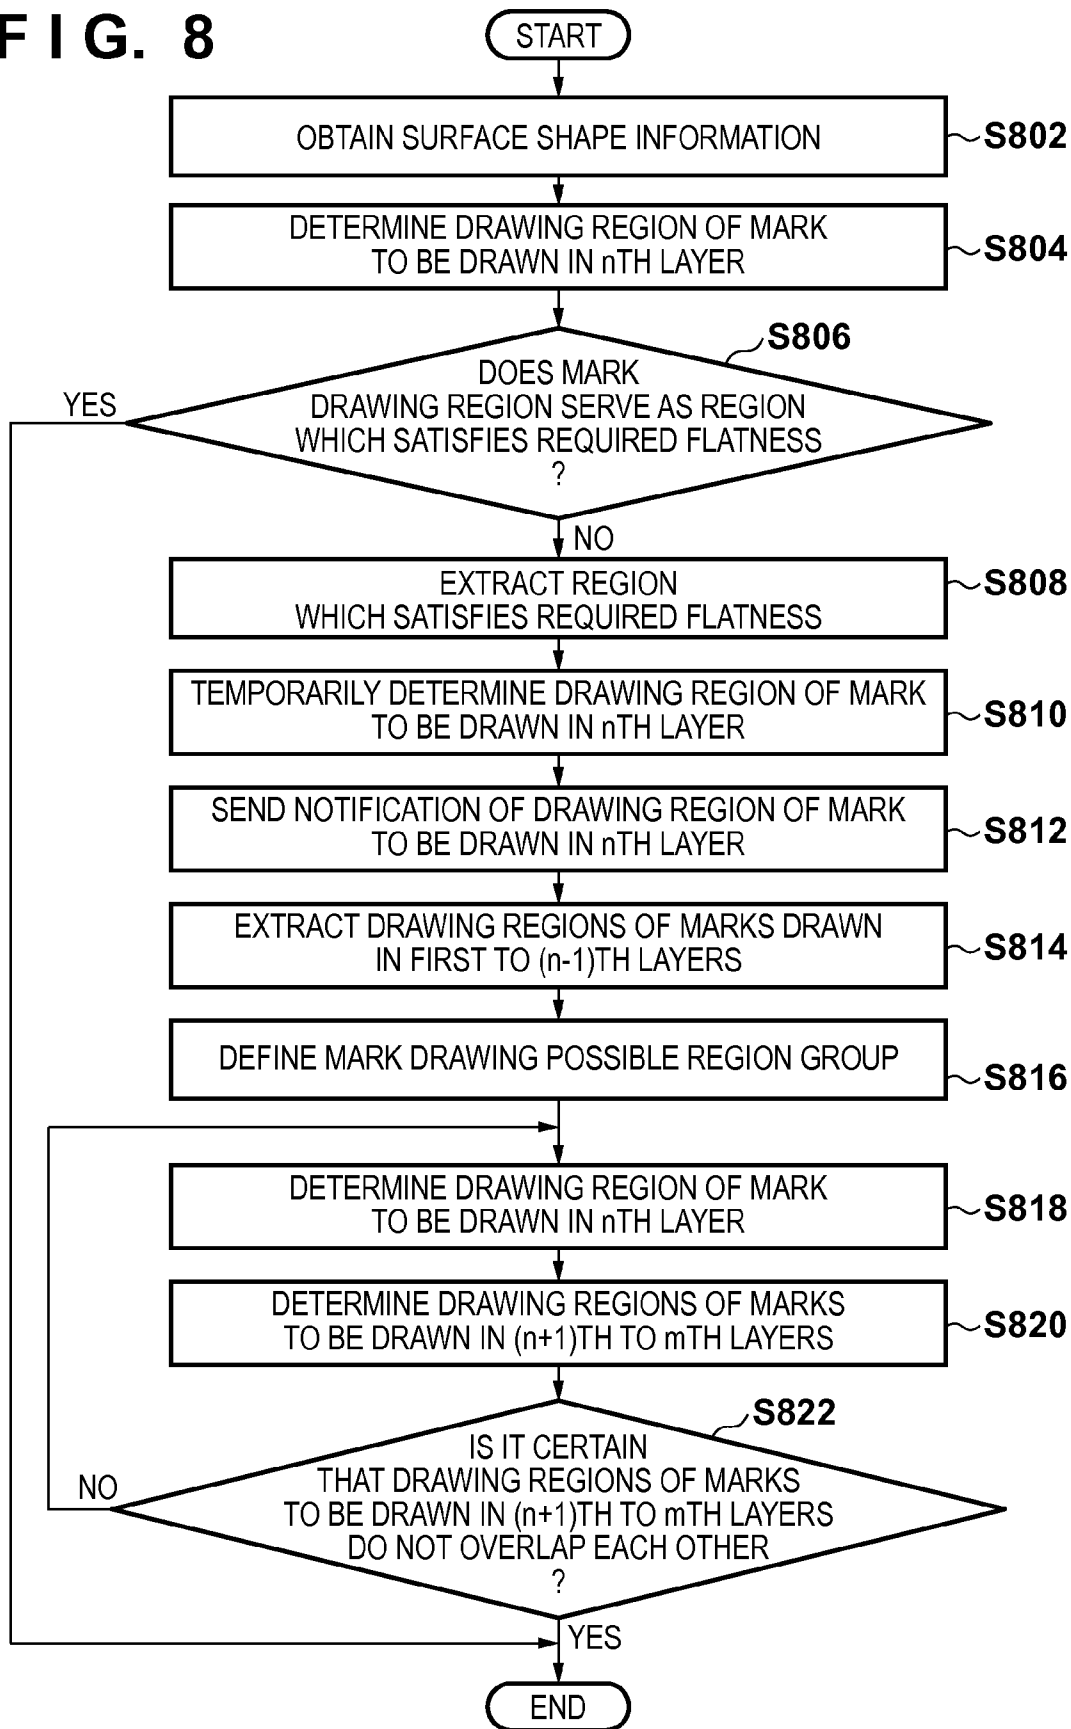 FIG. 8
START
OBTAIN SURFACE SHAPE INFORMATION
S802
DETERMINE DRAWING REGION OF MARK
TO BE DRAWN IN nTH LAYER
S804
S806
DOES MARK
DRAWING REGION SERVE AS REGION
WHICH SATISFIES REQUIRED FLATNESS
?
YES
NO
EXTRACT REGION
WHICH SATISFIES REQUIRED FLATNESS
S808
TEMPORARILY DETERMINE DRAWING REGION OF MARK
TO BE DRAWN IN nTH LAYER
S810
SEND NOTIFICATION OF DRAWING REGION OF MARK
TO BE DRAWN IN nTH LAYER
S812
EXTRACT DRAWING REGIONS OF MARKS DRAWN
IN FIRST TO (n-1)TH LAYERS
S814
DEFINE MARK DRAWING POSSIBLE REGION GROUP
S816
DETERMINE DRAWING REGION OF MARK
TO BE DRAWN IN nTH LAYER
S818
DETERMINE DRAWING REGIONS OF MARKS
TO BE DRAWN IN (n+1)TH TO mTH LAYERS
S820
S822
IS IT CERTAIN
THAT DRAWING REGIONS OF MARKS
TO BE DRAWN IN (n+1)TH TO mTH LAYERS
DO NOT OVERLAP EACH OTHER
?
NO
YES
END